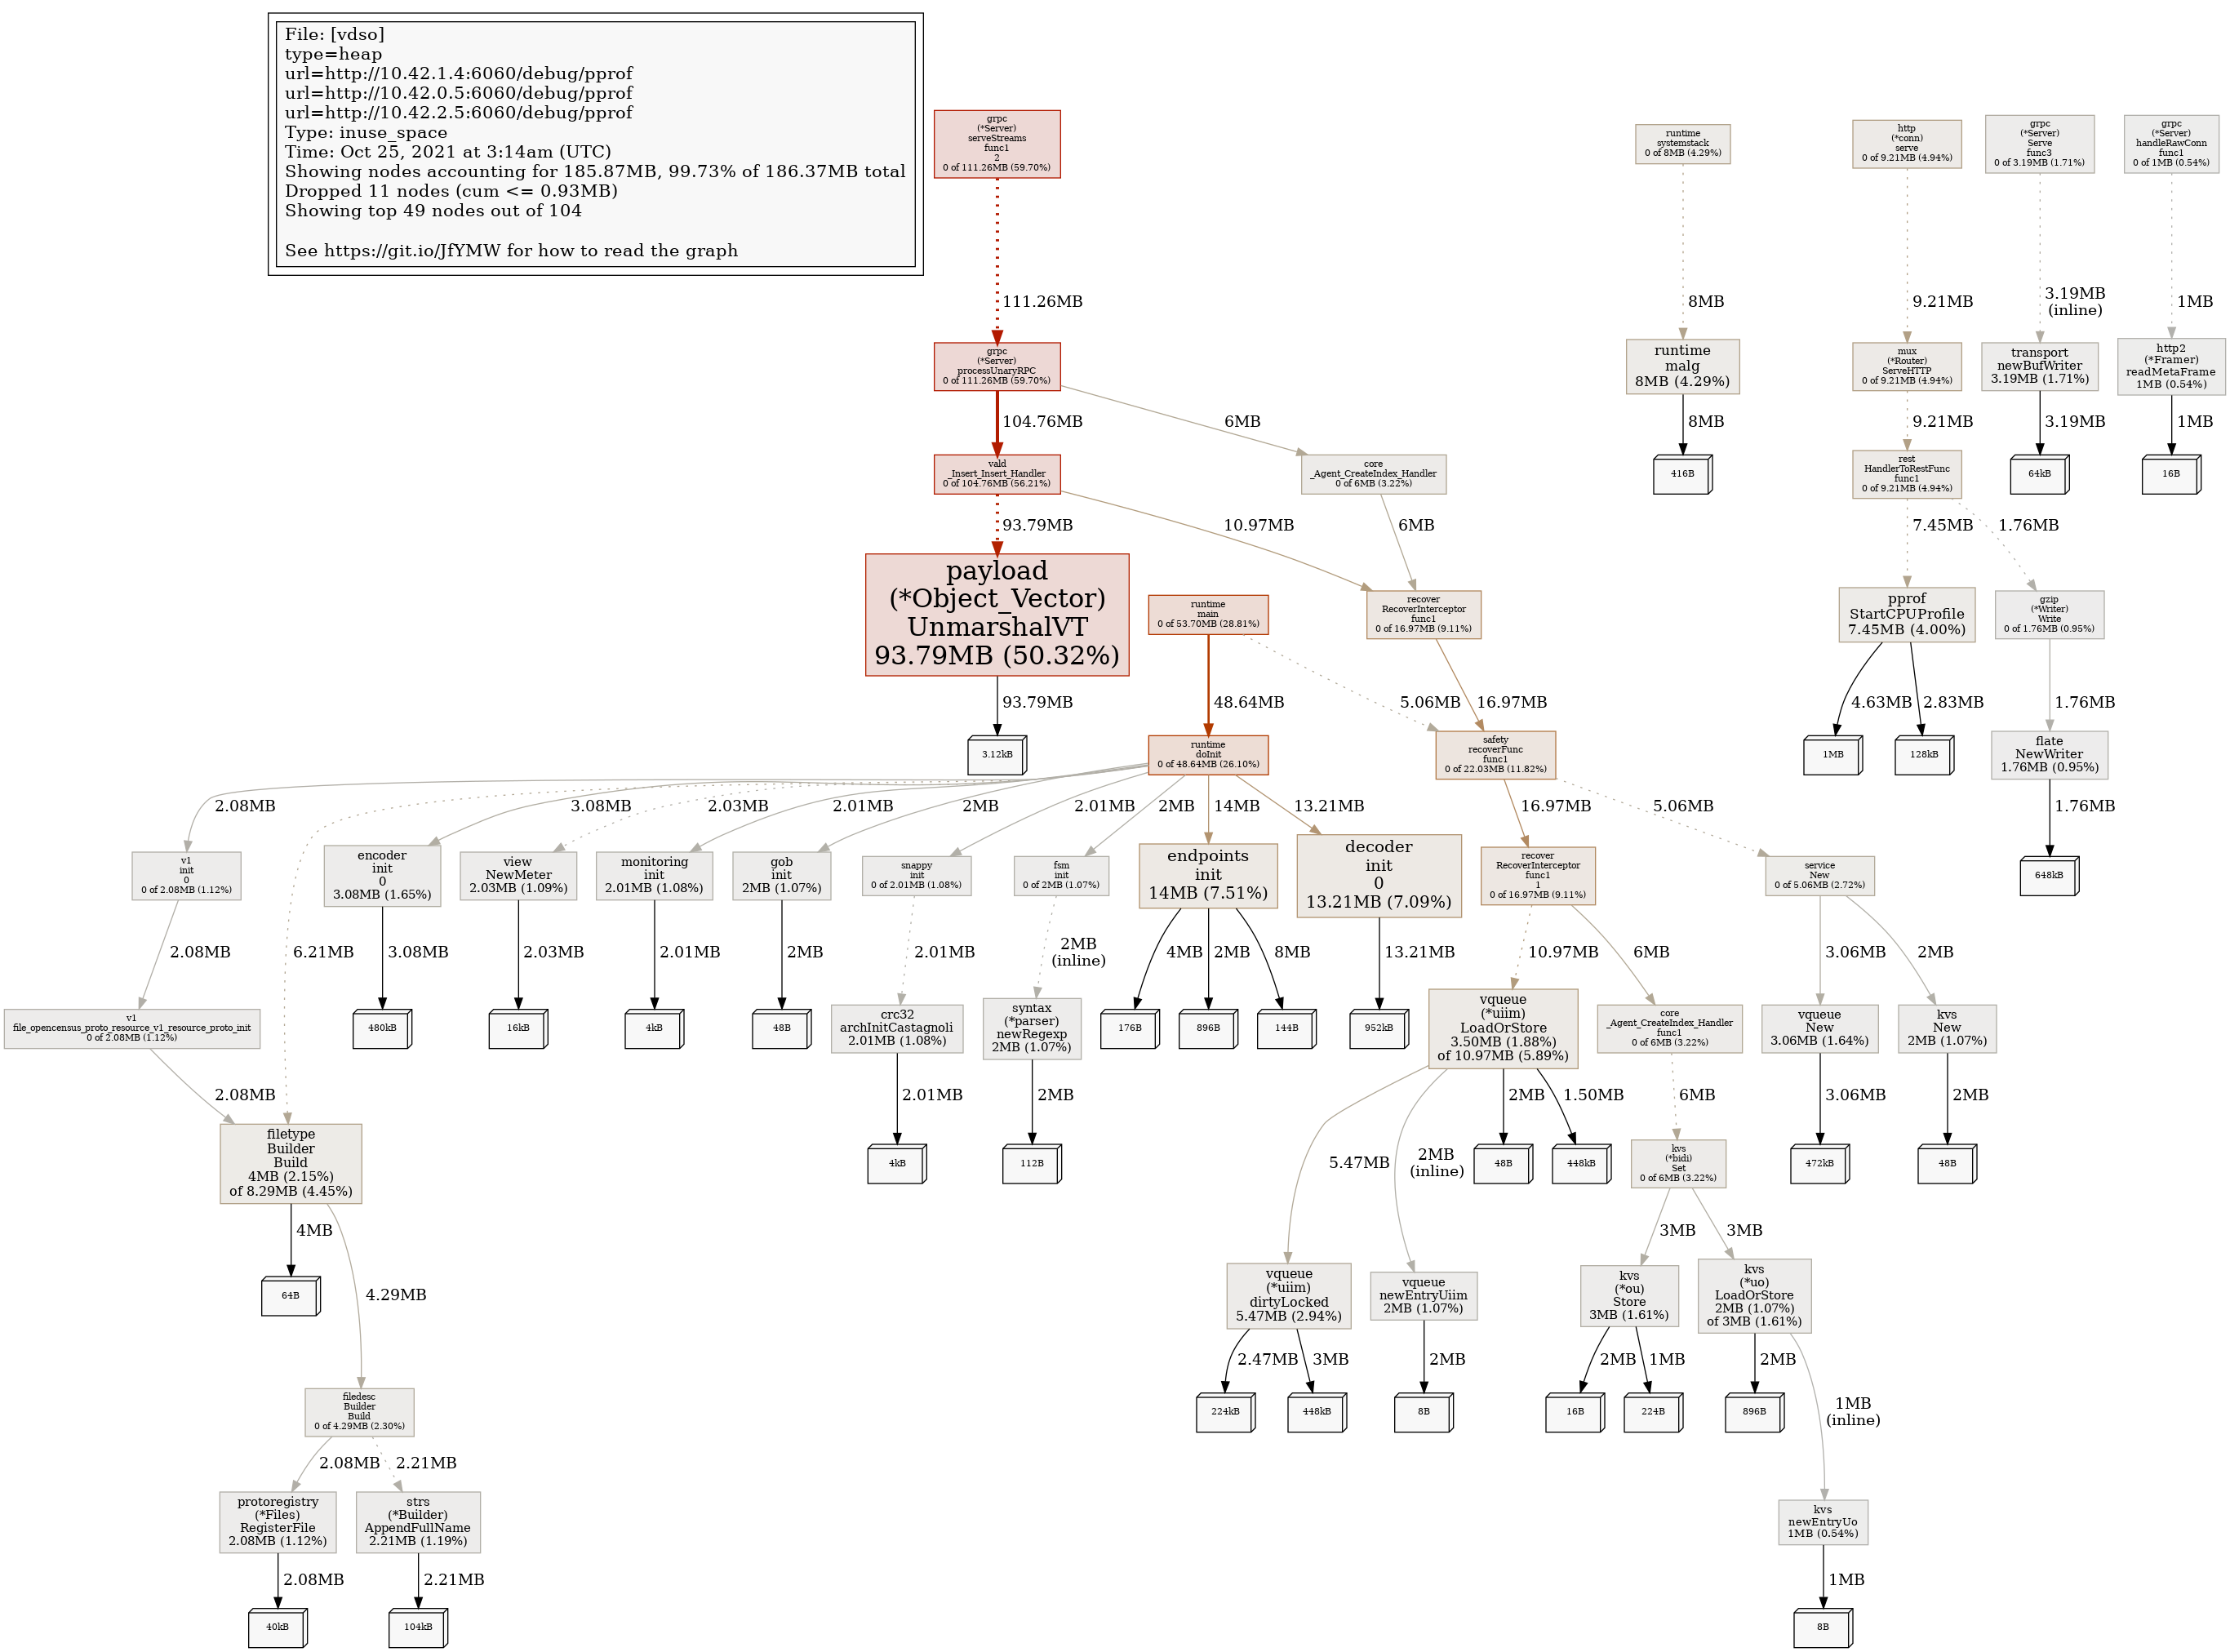 File: [vdso]
type=heap
url=http://10.42.1.4:6060/debug/pprof
url=http://10.42.0.5:6060/debug/pprof
url=http://10.42.2.5:6060/debug/pprof
Type: inuse_space
Time: Oct 25, 2021 at 3:14am (UTC)
Showing nodes accounting for 185.87MB, 99.73% of 186.37MB total
Dropped 11 nodes (cum <= 0.93MB)
Showing top 49 nodes out of 104
See https://git.io/JfYMW for how to read the graph
grpc
(*Server)
serveStreams
func1
2
0 of 111.26MB (59.70%)
runtime
systemstack
0 of 8MB (4.29%)
http
(*conn)
serve
0 of 9.21MB (4.94%)
grpc
(*Server)
Serve
func3
0 of 3.19MB (1.71%)
grpc
(*Server)
handleRawConn
func1
0 of 1MB (0.54%)
111.26MB
8MB
9.21MB
3.19MB
(inline)
1MB
grpc
(*Server)
processUnaryRPC
0 of 111.26MB (59.70%)
runtime
malg
8MB (4.29%)
mux
(*Router)
ServeHTTP
0 of 9.21MB (4.94%)
transport
newBufWriter
3.19MB (1.71%)
http2
(*Framer)
readMetaFrame
1MB (0.54%)
104.76MB
6MB
8MB
9.21MB
3.19MB
1MB
vald
_Insert_Insert_Handler
0 of 104.76MB (56.21%)
core
_Agent_CreateIndex_Handler
0 of 6MB (3.22%)
416B
rest
HandlerToRestFunc
func1
0 of 9.21MB (4.94%)
64kB
16B
93.79MB
10.97MB
6MB
7.45MB
1.76MB
payload
(*Object_Vector)
UnmarshalVT
93.79MB (50.32%)
runtime
main
0 of 53.70MB (28.81%)
recover
RecoverInterceptor
func1
0 of 16.97MB (9.11%)
pprof
StartCPUProfile
7.45MB (4.00%)
gzip
(*Writer)
Write
0 of 1.76MB (0.95%)
93.79MB
48.64MB
5.06MB
16.97MB
4.63MB
2.83MB
1.76MB
3.12kB
runtime
doInit
0 of 48.64MB (26.10%)
safety
recoverFunc
func1
0 of 22.03MB (11.82%)
1MB
128kB
flate
NewWriter
1.76MB (0.95%)
2.08MB
3.08MB
2.03MB
2.01MB
2MB
2.01MB
2MB
14MB
13.21MB
16.97MB
5.06MB
1.76MB
v1
init
0
0 of 2.08MB (1.12%)
encoder
init
0
3.08MB (1.65%)
view
NewMeter
2.03MB (1.09%)
monitoring
init
2.01MB (1.08%)
gob
init
2MB (1.07%)
snappy
init
0 of 2.01MB (1.08%)
fsm
init
0 of 2MB (1.07%)
endpoints
init
14MB (7.51%)
decoder
init
0
13.21MB (7.09%)
recover
RecoverInterceptor
func1
1
0 of 16.97MB (9.11%)
service
New
0 of 5.06MB (2.72%)
648kB
2.08MB
6.21MB
3.08MB
2.03MB
2.01MB
2MB
2.01MB
2MB
(inline)
4MB
2MB
8MB
13.21MB
10.97MB
6MB
3.06MB
2MB
v1
file_opencensus_proto_resource_v1_resource_proto_init
0 of 2.08MB (1.12%)
480kB
16kB
4kB
48B
crc32
archInitCastagnoli
2.01MB (1.08%)
syntax
(*parser)
newRegexp
2MB (1.07%)
176B
896B
144B
952kB
vqueue
(*uiim)
LoadOrStore
3.50MB (1.88%)
of 10.97MB (5.89%)
core
_Agent_CreateIndex_Handler
func1
0 of 6MB (3.22%)
vqueue
New
3.06MB (1.64%)
kvs
New
2MB (1.07%)
2.08MB
2.01MB
2MB
2MB
1.50MB
6MB
3.06MB
2MB
filetype
Builder
Build
4MB (2.15%)
of 8.29MB (4.45%)
4kB
112B
5.47MB
2MB
(inline)
48B
448kB
kvs
(*bidi)
Set
0 of 6MB (3.22%)
472kB
48B
4MB
4.29MB
3MB
3MB
64B
vqueue
(*uiim)
dirtyLocked
5.47MB (2.94%)
vqueue
newEntryUiim
2MB (1.07%)
kvs
(*ou)
Store
3MB (1.61%)
kvs
(*uo)
LoadOrStore
2MB (1.07%)
of 3MB (1.61%)
2.47MB
3MB
2MB
2MB
1MB
2MB
1MB
(inline)
filedesc
Builder
Build
0 of 4.29MB (2.30%)
224kB
448kB
8B
16B
224B
896B
2.08MB
2.21MB
protoregistry
(*Files)
RegisterFile
2.08MB (1.12%)
strs
(*Builder)
AppendFullName
2.21MB (1.19%)
kvs
newEntryUo
1MB (0.54%)
2.08MB
2.21MB
1MB
40kB
104kB
8B